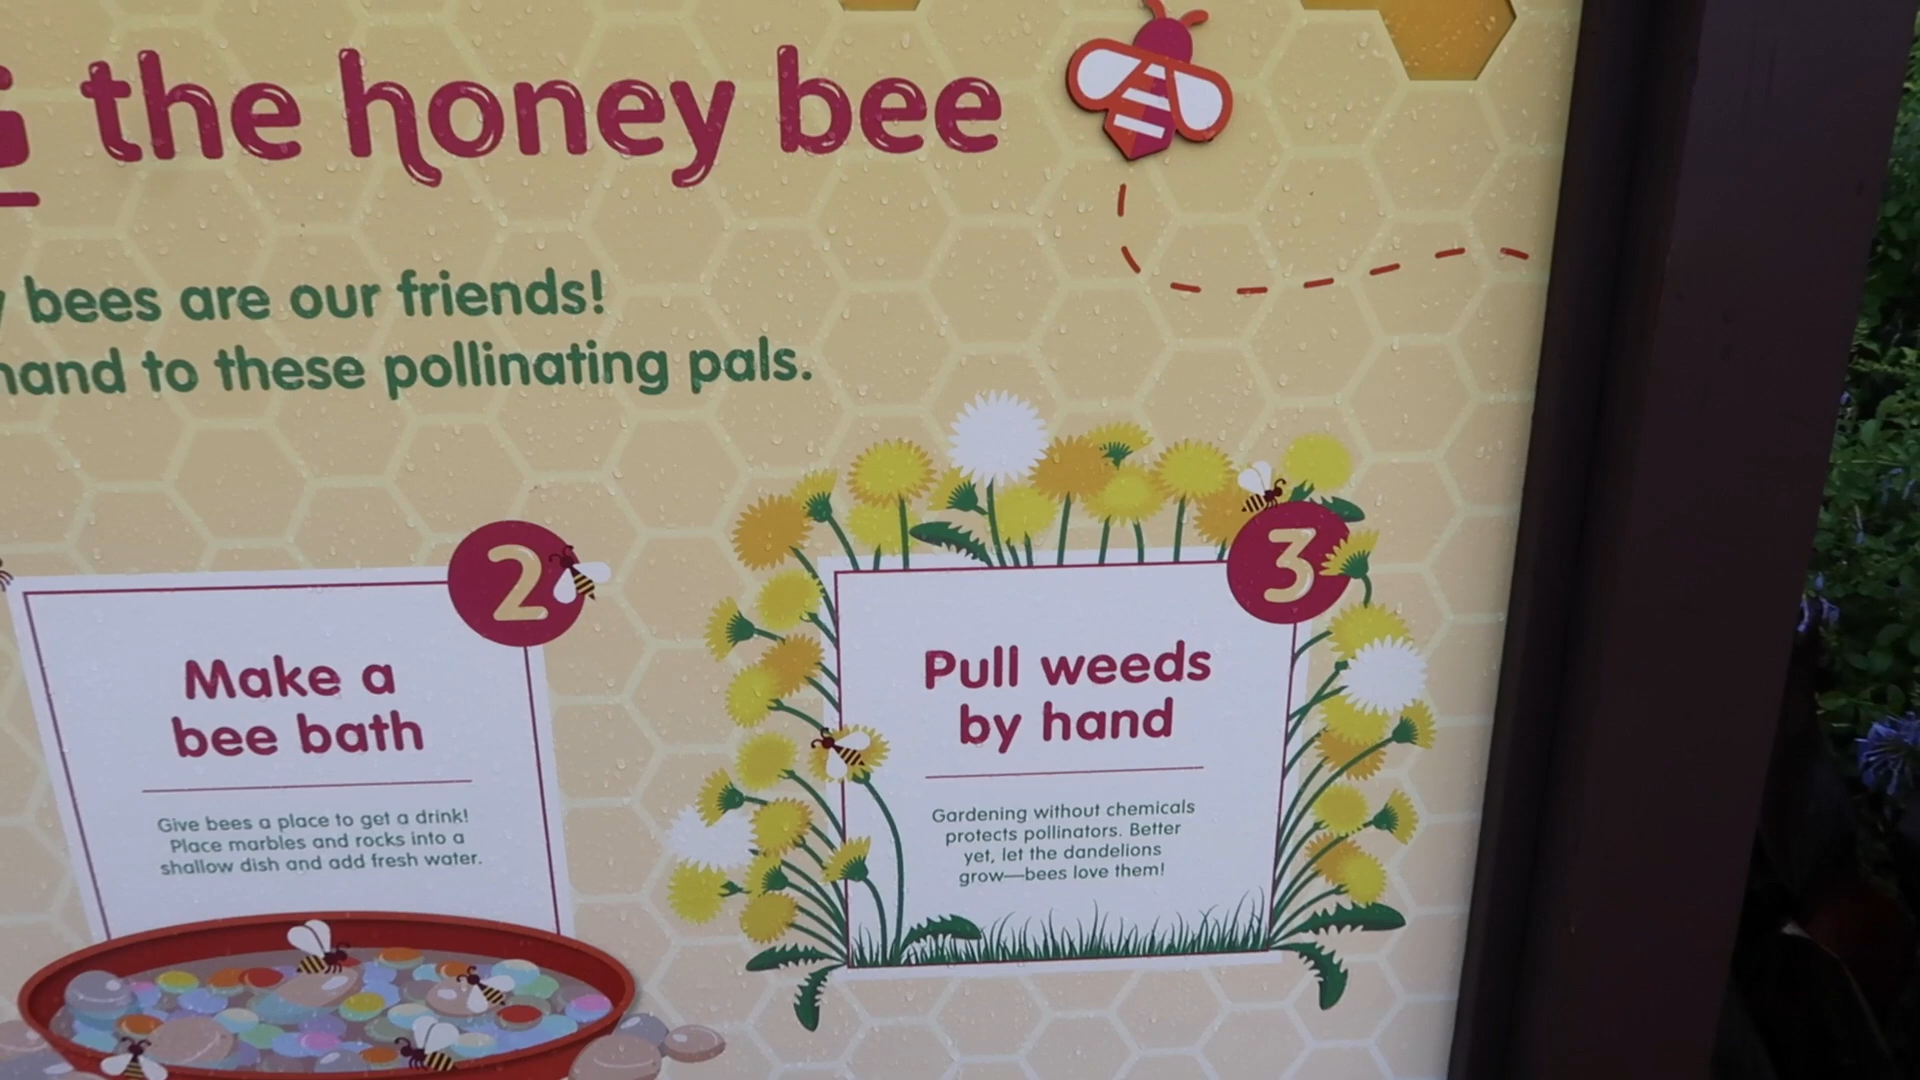 the honey bee
bees are our friends!
hand to these pollinating pals.
2
Make a
bee bath
Give bees a place to get a drink!
Place marbles and rocks into a
shallow dish and add fresh water.
3
Pull weeds
by hand
Gardening without chemicals
protects pollinators. Better
yet, let the dandelions
grow—bees love them!